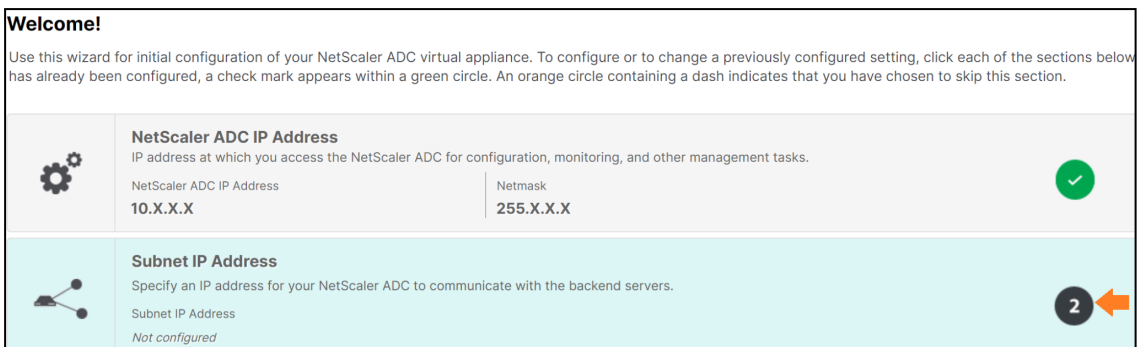 Welcome!
Use this wizard for initial configuration of your NetScaler ADC virtual appliance. To configure or to change a previously configured setting, click each of the sections below
has already been configured, a check mark appears within a green circle. An orange circle containing a dash indicates that you have chosen to skip this section.
NetScaler ADC IP Address
IP address at which you access the NetScaler ADC for configuration, monitoring, and other management tasks.
NetScaler ADC IP Address Netmask
10.X.X.X 255.X.X.X
Subnet IP Address
Specify an IP address for your NetScaler ADC to communicate with the backend servers.
2
Subnet IP Address
Not configured